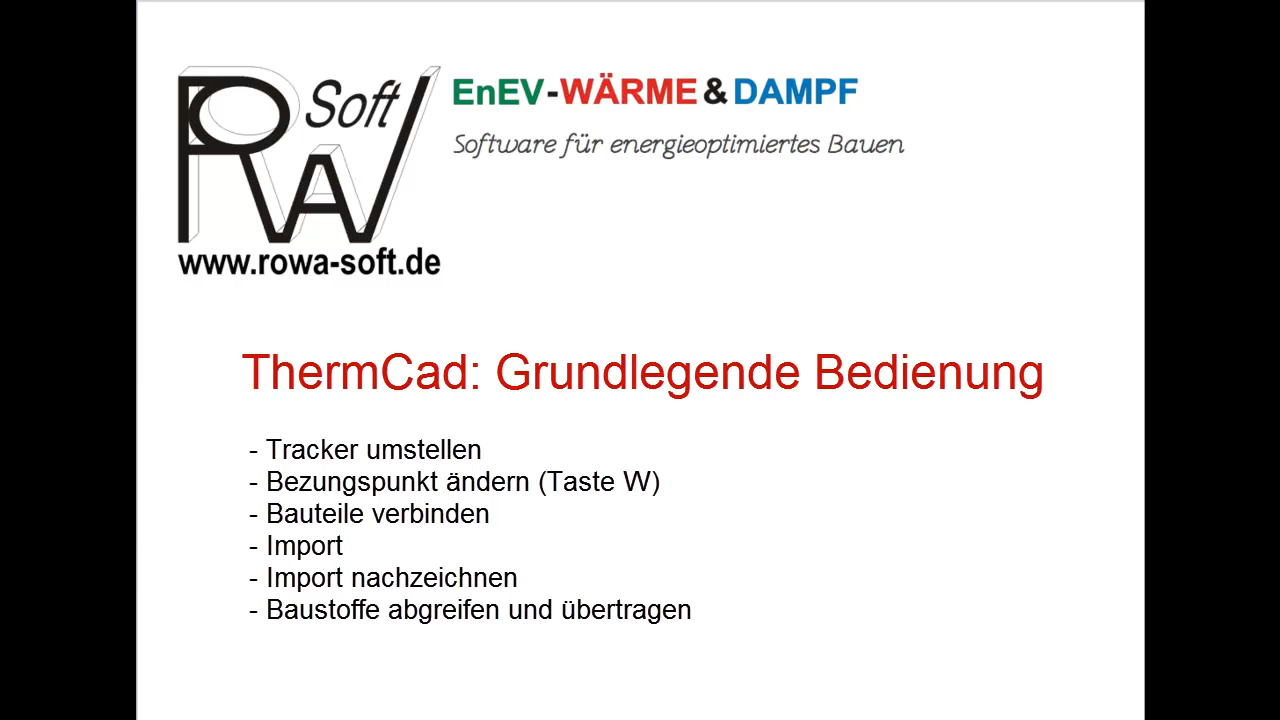 ROWA Soft
EnEV-WÄRME & DAMPF
Software für energieoptimiertes Bauen
www.rowa-soft.de
ThermCad: Grundlegende Bedienung
- Tracker umstellen
- Bezungspunkt ändern (Taste W)
- Bauteile verbinden
- Import
- Import nachzeichnen
- Baustoffe abgreifen und übertragen